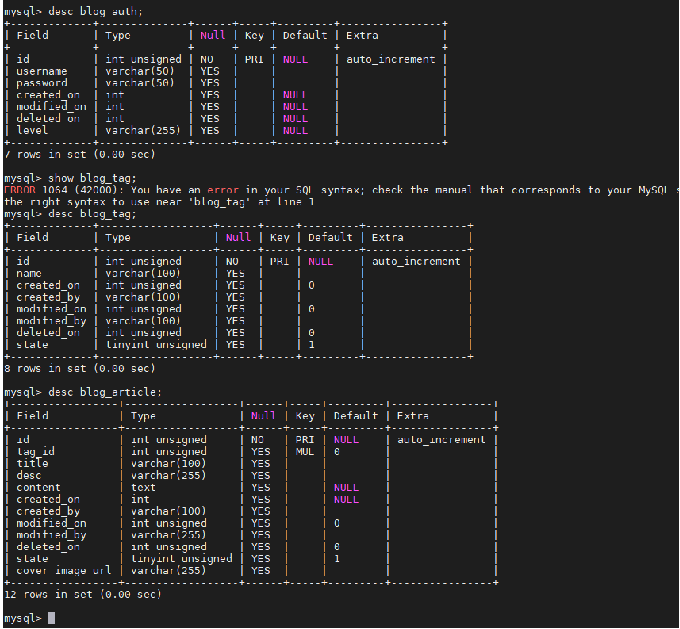 mysql> desc blog_auth;
+-------------+--------------+------+-----+---------+----------------+
| Field | Type | Null | Key | Default | Extra |
+-------------+--------------+------+-----+---------+----------------+
| id | int unsigned | NO | PRI | NULL | auto_increment |
| username | varchar(50) | YES | | | |
| password | varchar(50) | YES | | | |
| created_on | int | YES | | NULL | |
| modified_on | int | YES | | NULL | |
| deleted_on | int | YES | | NULL | |
| level | varchar(255) | YES | | NULL | |
+-------------+--------------+------+-----+---------+----------------+
7 rows in set (0.00 sec)
mysql> show blog_tag;
ERROR 1064 (42000): You have an error in your SQL syntax; check the manual that corresponds to your MySQL s
the right syntax to use near 'blog_tag' at line 1
mysql> desc blog_tag;
+-------------+------------------+------+-----+---------+----------------+
| Field | Type | Null | Key | Default | Extra |
+-------------+------------------+------+-----+---------+----------------+
| id | int unsigned | NO | PRI | NULL | auto_increment |
| name | varchar(100) | YES | | | |
| created_on | int unsigned | YES | | 0 | |
| created_by | varchar(100) | YES | | | |
| modified_on | int unsigned | YES | | 0 | |
| modified_by | varchar(100) | YES | | | |
| deleted_on | int unsigned | YES | | 0 | |
| state | tinyint unsigned | YES | | 1 | |
+-------------+------------------+------+-----+---------+----------------+
8 rows in set (0.00 sec)
mysql> desc blog_article;
+-----------------+------------------+------+-----+---------+----------------+
| Field | Type | Null | Key | Default | Extra |
+-----------------+------------------+------+-----+---------+----------------+
| id | int unsigned | NO | PRI | NULL | auto_increment |
| tag_id | int unsigned | YES | MUL | 0 | |
| title | varchar(100) | YES | | | |
| desc | varchar(255) | YES | | | |
| content | text | YES | | NULL | |
| created_on | int | YES | | NULL | |
| created_by | varchar(100) | YES | | | |
| modified_on | int unsigned | YES | | 0 | |
| modified_by | varchar(255) | YES | | | |
| deleted_on | int unsigned | YES | | 0 | |
| state | tinyint unsigned | YES | | 1 | |
| cover_image_url | varchar(255) | YES | | | |
+-----------------+------------------+------+-----+---------+----------------+
12 rows in set (0.00 sec)
mysql>